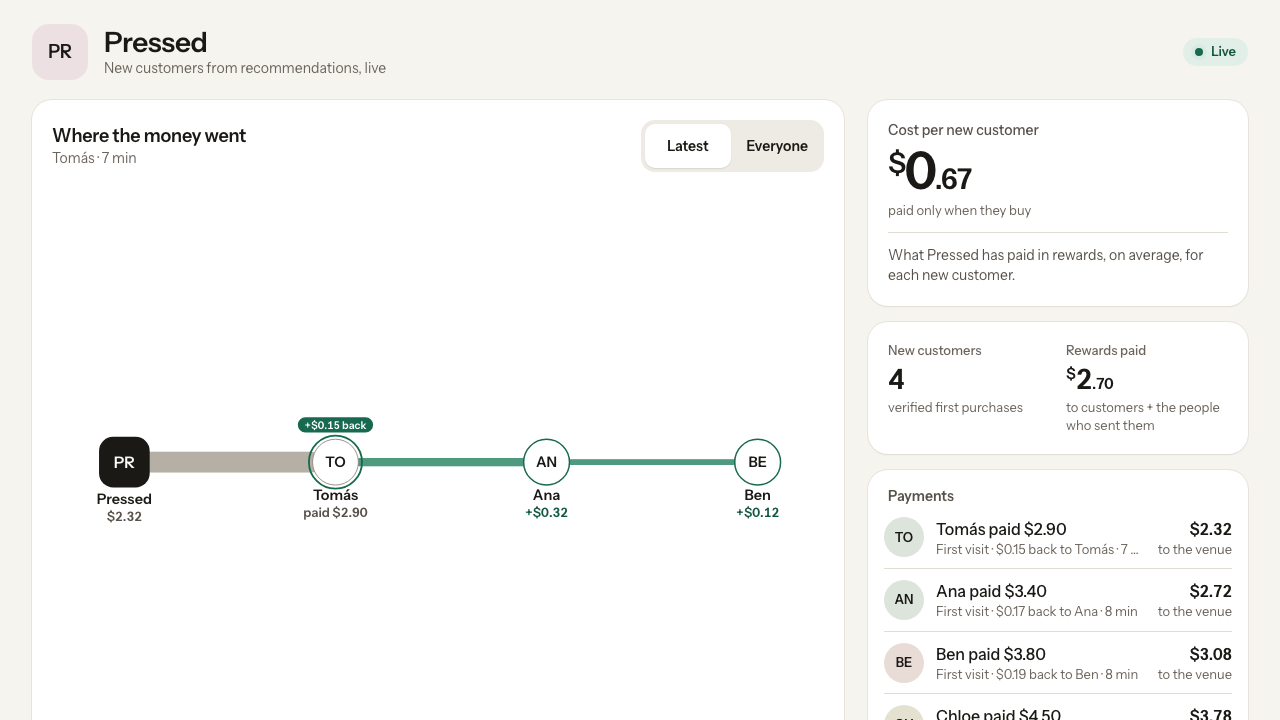 PR
Pressed
New customers from recommendations, live
Live
Where the money went
Tomás · 7 min
Latest
Everyone
+$0.15 back
PR
TO
AN
BE
Pressed
$2.32
Tomás
paid $2.90
Ana
+$0.32
Ben
+$0.12
Cost per new customer
$0.67
paid only when they buy
What Pressed has paid in rewards, on average, for
each new customer.
New customers
4
verified first purchases
Rewards paid
$2.70
to customers + the people
who sent them
Payments
TO
Tomás paid $2.90
First visit · $0.15 back to Tomás · 7 ...
$2.32
to the venue
AN
Ana paid $3.40
First visit · $0.17 back to Ana · 8 min
$2.72
to the venue
BE
Ben paid $3.80
First visit · $0.19 back to Ben · 8 min
$3.08
to the venue
Chloe paid $4.50
$3.78